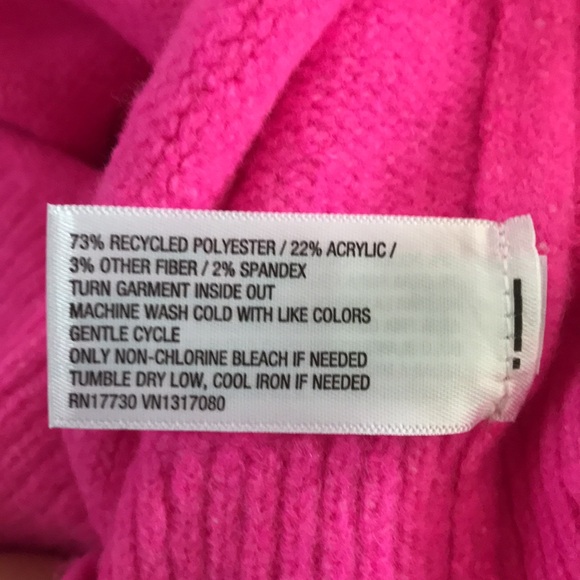 73% RECYCLED POLYESTER / 22% ACRYLIC /
3% OTHER FIBER / 2% SPANDEX
TURN GARMENT INSIDE OUT
MACHINE WASH COLD WITH LIKE COLORS
GENTLE CYCLE
ONLY NON-CHLORINE BLEACH IF NEEDED
TUMBLE DRY LOW, COOL IRON IF NEEDED
RN17730 VN1317080